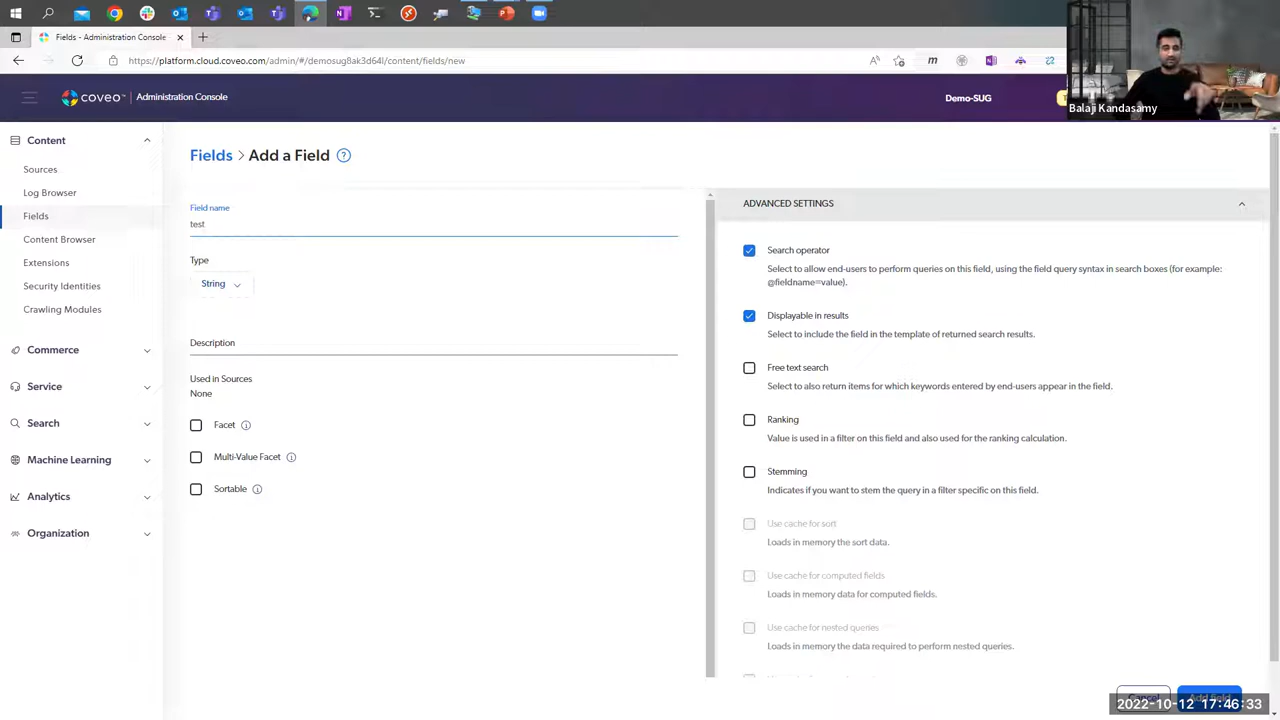 Fields - Administration Console
https://platform.cloud.coveo.com/admin/#/demosug8ak3d64l/content/fields/new
coveo™ Administration Console
Demo-SUG
Balaji Kandasamy
Content
Sources
Log Browser
Fields
Content Browser
Extensions
Security Identities
Crawling Modules
Commerce
Service
Search
Machine Learning
Analytics
Organization
Fields > Add a Field
Field name
test
Type
String
Description
Used in Sources
None
Facet
Multi-Value Facet
Sortable
ADVANCED SETTINGS
Search operator
Select to allow end-users to perform queries on this field, using the field query syntax in search boxes (for example:
@fieldname=value).
Displayable in results
Select to include the field in the template of returned search results.
Free text search
Select to also return items for which keywords entered by end-users appear in the field.
Ranking
Value is used in a filter on this field and also used for the ranking calculation.
Stemming
Indicates if you want to stem the query in a filter specific on this field.
Use cache for sort
Loads in memory the sort data.
Use cache for computed fields
Loads in memory data for computed fields.
Use cache for nested queries
Loads in memory the data required to perform nested queries.
Cancel
Add field
2022-10-12 17:46:33